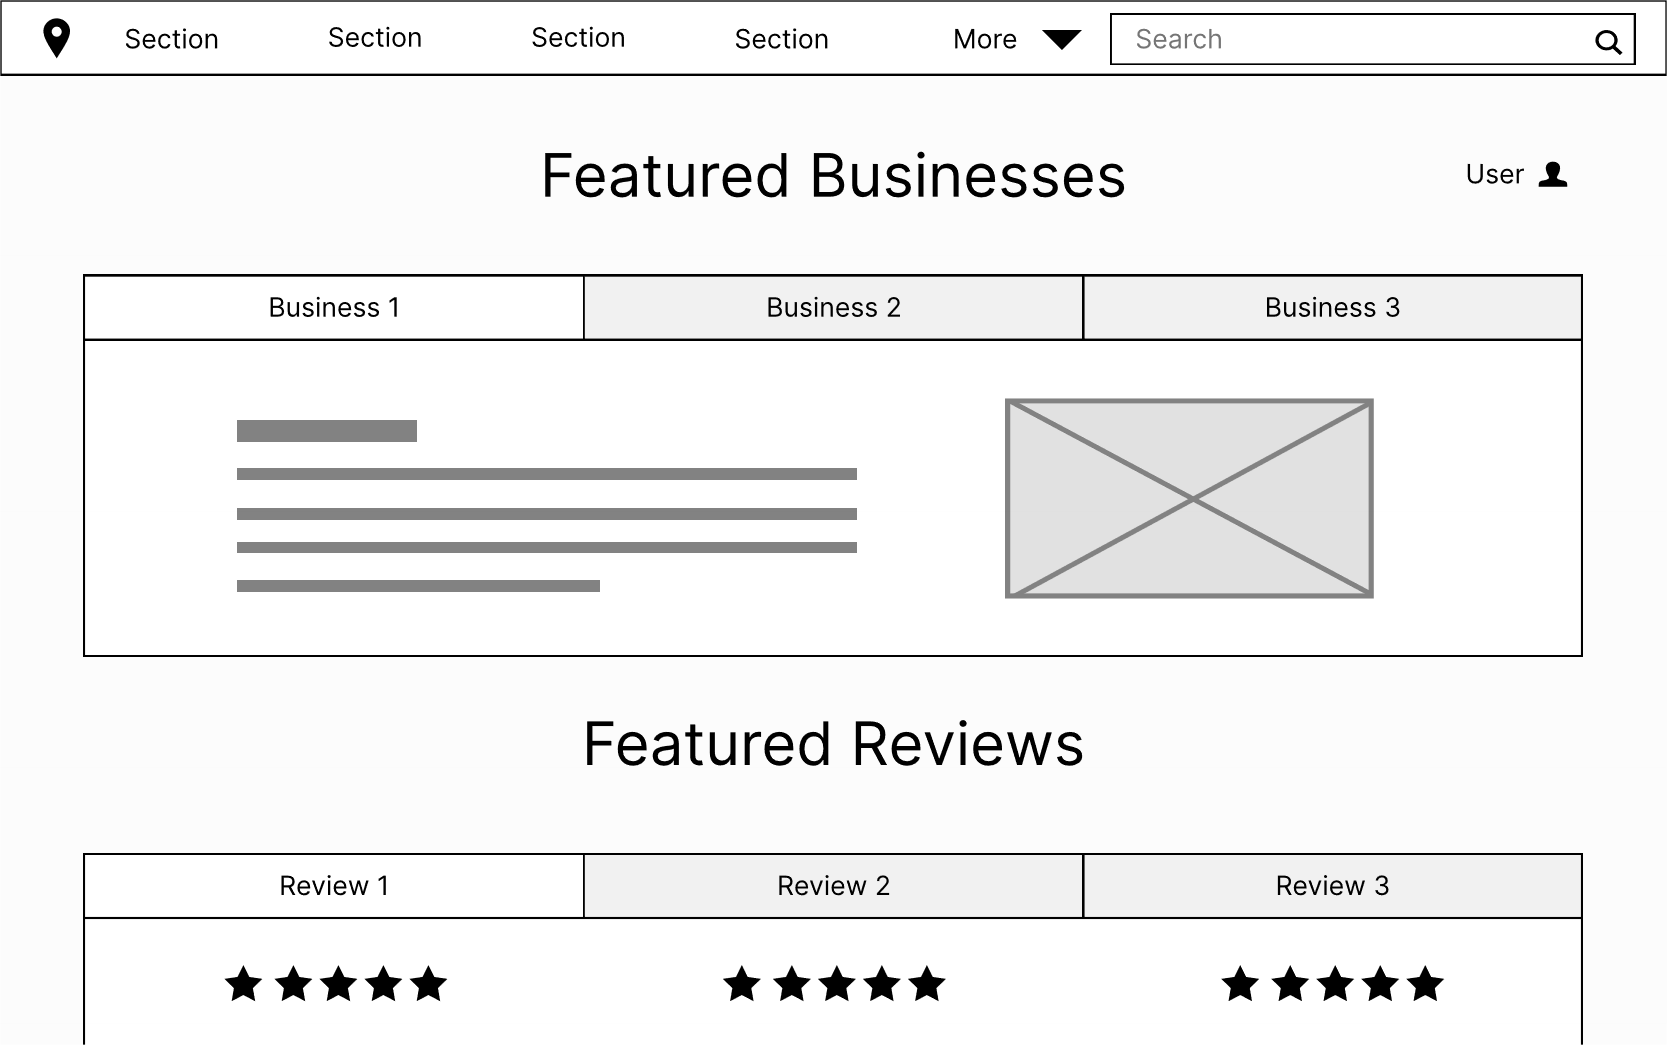 Section Section Section Section More Search
Featured Businesses
User
Business 1 Business 2 Business 3
Featured Reviews
Review 1 Review 2 Review 3